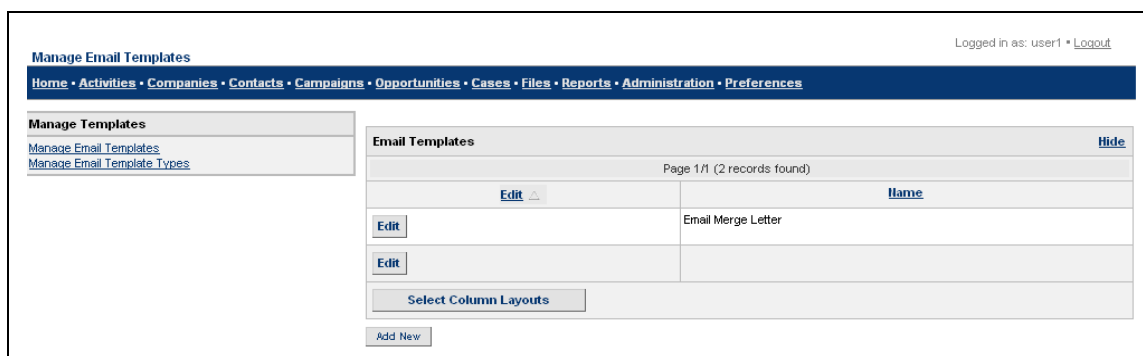 Logged in as: user1 • Logout
Manage Email Templates
Home • Activities • Companies • Contacts • Campaigns • Opportunities • Cases • Files • Reports • Administration • Preferences
Manage Templates
Manage Email Templates
Manage Email Template Types
Email Templates Hide
Page 1/1 (2 records found)
Edit △ Name
Edit Email Merge Letter
Edit
Select Column Layouts
Add New